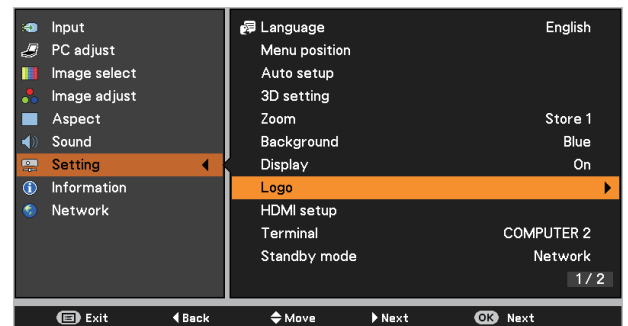 Input
PC adjust
Image select
Image adjust
Aspect
Sound
Setting
Information
Network
Language English
Menu position
Auto setup
3D setting
Zoom Store 1
Background Blue
Display On
Logo
HDMI setup
Terminal COMPUTER 2
Standby mode Network
1/2
Exit Back Move Next OK Next